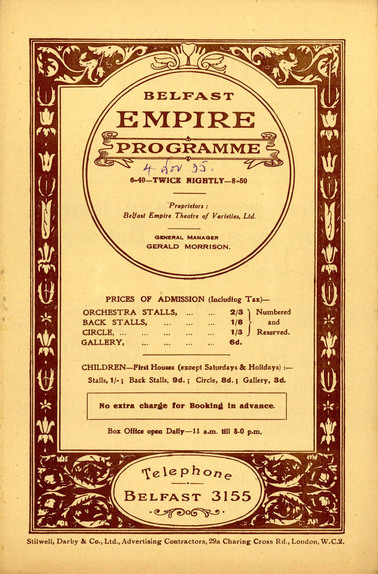 BELFAST
EMPIRE
PROGRAMME
4 Nov 35.
6-40—TWICE NIGHTLY—8-50
Proprietors :
Belfast Empire Theatre of Varieties, Ltd.
GENERAL MANAGER
GERALD MORRISON.
PRICES OF ADMISSION (Including Tax)—
ORCHESTRA STALLS, ... ... 2/3 Numbered
BACK STALLS, ... ... ... ... 1/6 and
CIRCLE, ... ... ... ... ... 1/3 Reserved.
GALLERY, ... ... ... ... 6d.
CHILDREN—First Houses (except Saturdays & Holidays) :—
Stalls, 1/- ; Back Stalls, 9d. ; Circle, 8d. ; Gallery, 3d.
No extra charge for Booking in advance.
Box Office open Daily—11 a.m. till 8-0 p.m.
Telephone
BELFAST 3155
Stilwell, Darby & Co., Ltd., Advertising Contractors, 29a Charing Cross Rd., London, W.C.2.